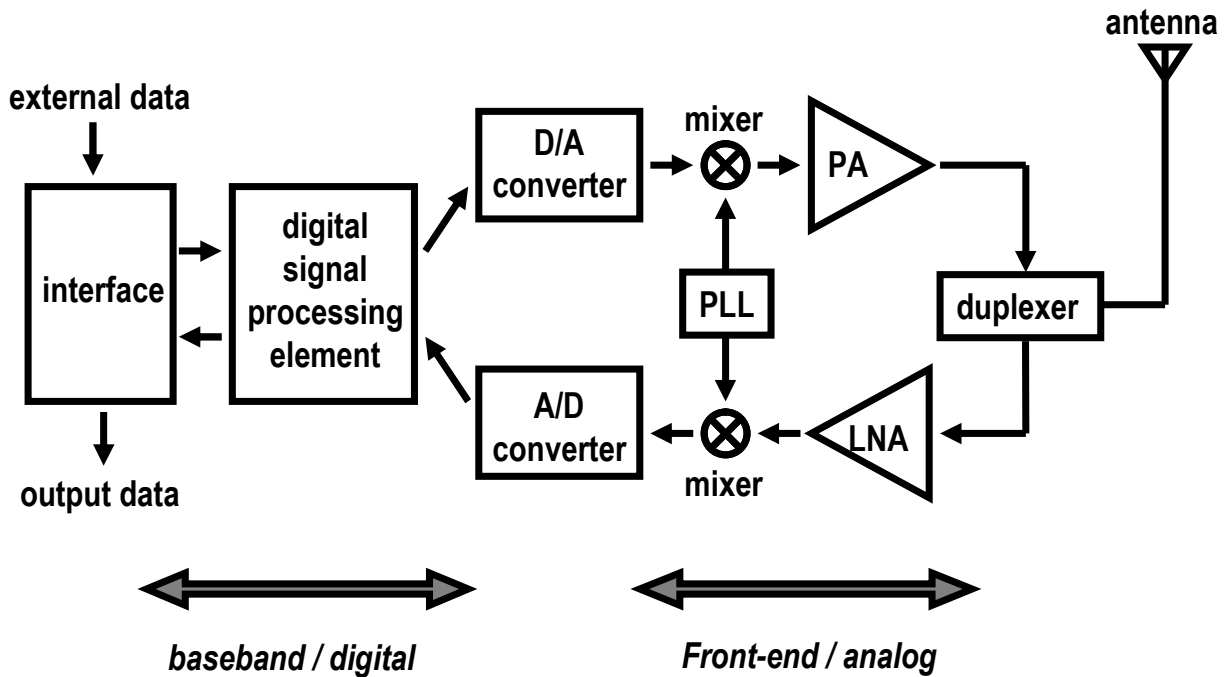 antenna
external data
interface
output data
digital
signal
processing
element
D/A
converter
mixer
PA
PLL
duplexer
A/D
converter
mixer
LNA
baseband / digital
Front-end / analog